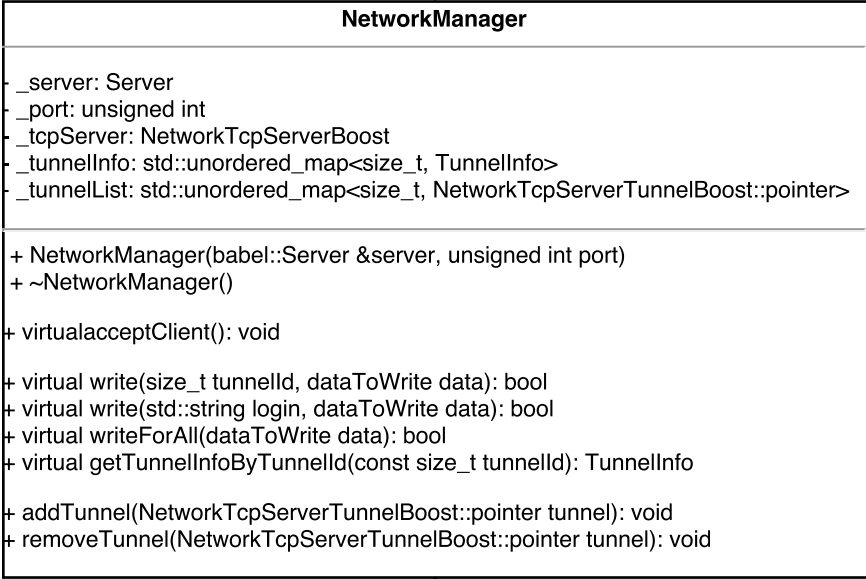 NetworkManager
- _server: Server
- _port: unsigned int
- _tcpServer: NetworkTcpServerBoost
- _tunnelInfo: std::unordered_map<size_t, TunnelInfo>
- _tunnelList: std::unordered_map<size_t, NetworkTcpServerTunnelBoost::pointer>
+ NetworkManager(babel::Server &server, unsigned int port)
+ ~NetworkManager()
+ virtualacceptClient(): void
+ virtual write(size_t tunnelId, dataToWrite data): bool
+ virtual write(std::string login, dataToWrite data): bool
+ virtual writeForAll(dataToWrite data): bool
+ virtual getTunnelInfoByTunnelId(const size_t tunnelId): TunnelInfo
+ addTunnel(NetworkTcpServerTunnelBoost::pointer tunnel): void
+ removeTunnel(NetworkTcpServerTunnelBoost::pointer tunnel): void